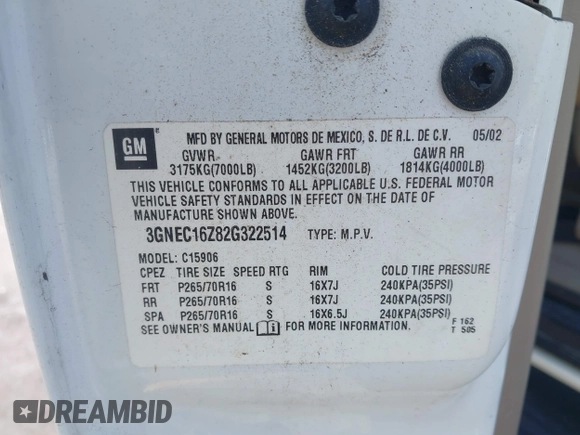 GM
MFD BY GENERAL MOTORS DE MEXICO, S. DE R.L. DE C.V. 05/02
GVWR GAWR FRT GAWR RR
3175KG(7000LB) 1452KG(3200LB) 1814KG(4000LB)
THIS VEHICLE CONFORMS TO ALL APPLICABLE U.S. FEDERAL MOTOR
VEHICLE SAFETY STANDARDS IN EFFECT ON THE DATE OF
MANUFACTURE SHOWN ABOVE.
3GNEC16Z82G322514 TYPE: M.P.V.
MODEL: C15906
CPEZ TIRE SIZE SPEED RTG RIM COLD TIRE PRESSURE
FRT P265/70R16 S 16X7J 240KPA(35PSI)
RR P265/70R16 S 16X7J 240KPA(35PSI)
SPA P265/70R16 S 16X6.5J 240KPA(35PSI)
SEE OWNER'S MANUAL FOR MORE INFORMATION. F 162
T 505
DREAMBID